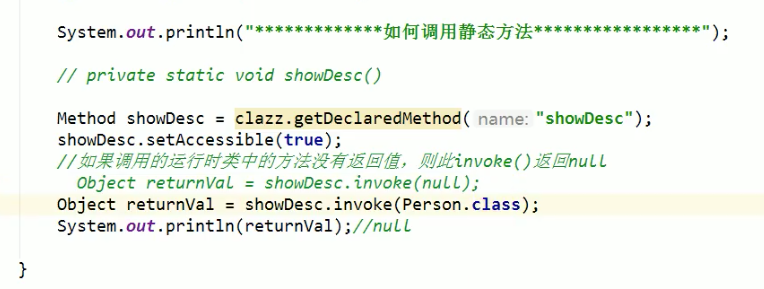 System.out.println("*************如何调用静态方法*****************");
// private static void showDesc()
Method showDesc = clazz.getDeclaredMethod( name: "showDesc");
showDesc.setAccessible(true);
//如果调用的运行时类中的方法没有返回值，则此invoke()返回null
Object returnVal = showDesc.invoke(null);
Object returnVal = showDesc.invoke(Person.class);
System.out.println(returnVal);//null
}